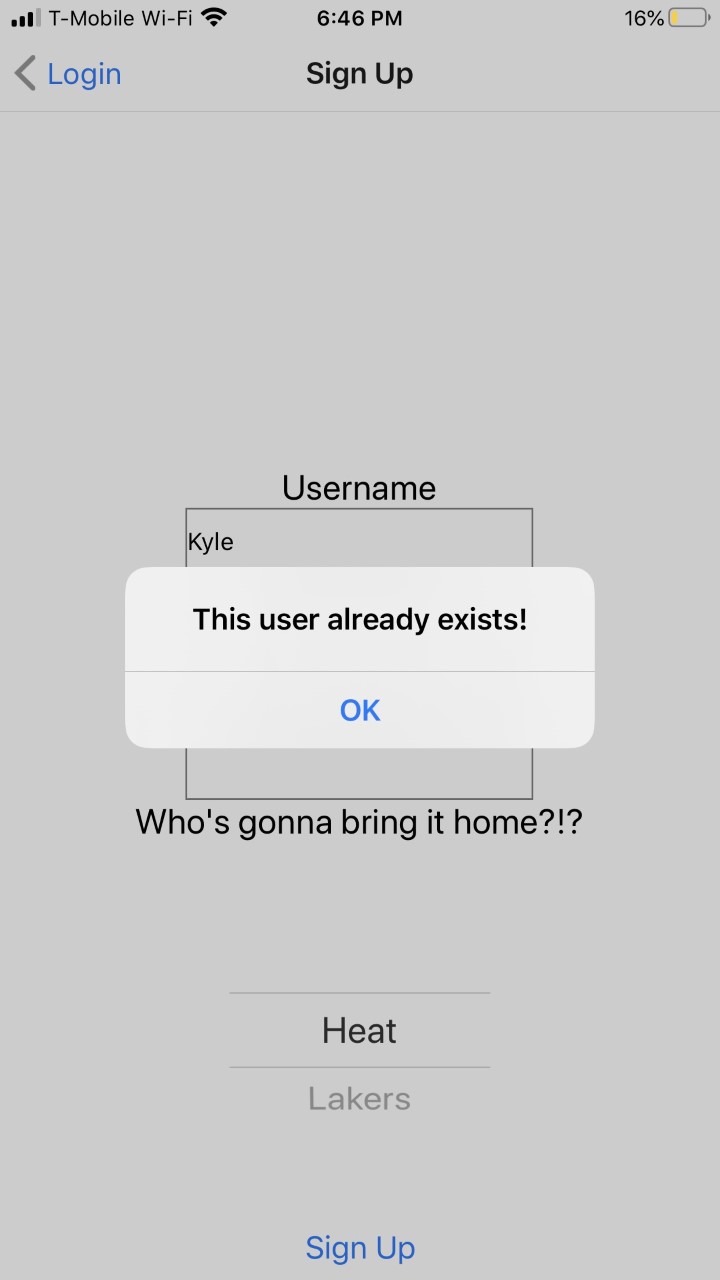 T-Mobile Wi-Fi 6:46 PM 16%
Login Sign Up
Username
Kyle
This user already exists!
OK
Who's gonna bring it home?!?
Heat
Lakers
Sign Up